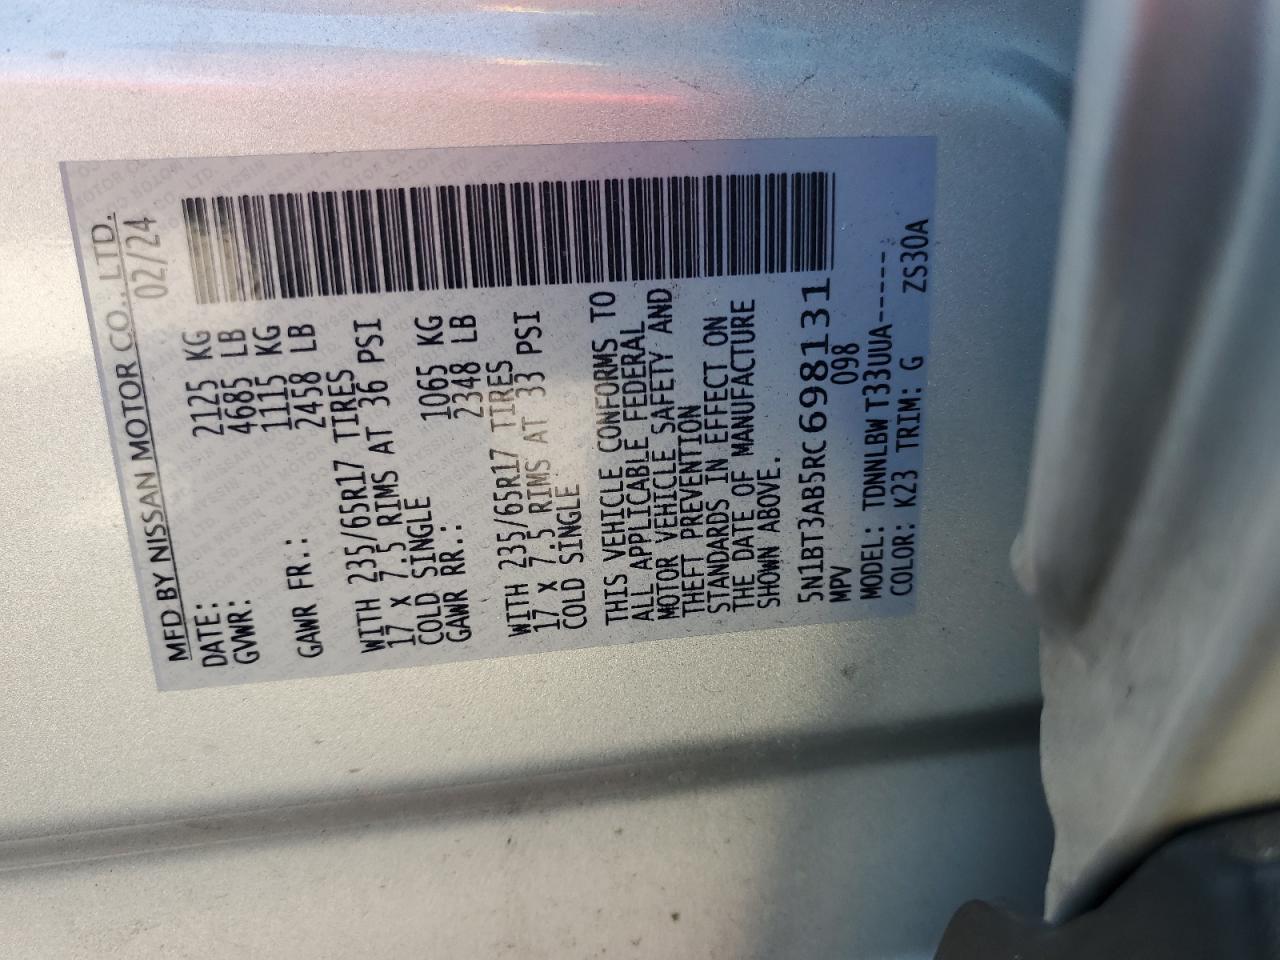 MFD BY NISSAN MOTOR CO., LTD.
DATE: 02/24
GVWR: 2125 KG
4685 LB
1115 KG
GAWR FR.: 2458 LB
WITH 235/65R17 TIRES
17 X 7.5 RIMS AT 36 PSI
COLD SINGLE
GAWR RR.: 1065 KG
2348 LB
WITH 235/65R17 TIRES
17 X 7.5 RIMS AT 33 PSI
COLD SINGLE
THIS VEHICLE CONFORMS TO
ALL APPLICABLE FEDERAL
MOTOR VEHICLE SAFETY AND
THEFT PREVENTION
STANDARDS IN EFFECT ON
THE DATE OF MANUFACTURE
SHOWN ABOVE.
5N1BT3AB5RC698131
MPV 098
MODEL: TDNNLBWT33UUA-----
COLOR: K23 TRIM: G ZS30A